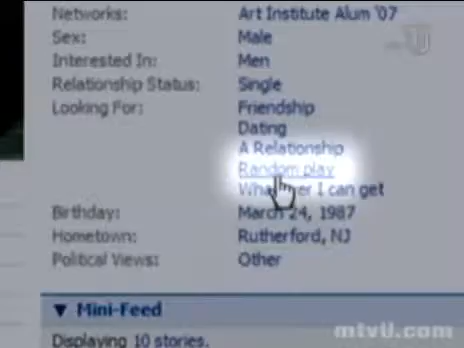 Networks: Art Institute Alum '07
Sex: Male
Interested In: Men
Relationship Status: Single
Looking For: Friendship
Dating
A Relationship
Random play
Whatever I can get
Birthday: March 24, 1987
Hometown: Rutherford, NJ
Political Views: Other
▼ Mini-Feed
Displaying 10 stories.
mtvU.com